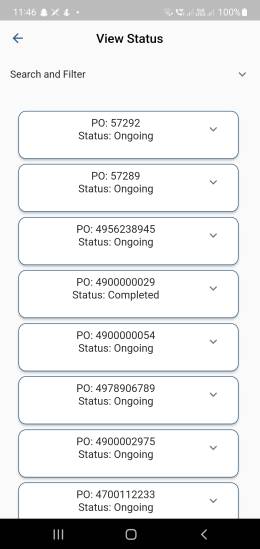 11:46
100%
View Status
Search and Filter
PO: 57292
Status: Ongoing
PO: 57289
Status: Ongoing
PO: 4956238945
Status: Ongoing
PO: 4900000029
Status: Completed
PO: 4900000054
Status: Ongoing
PO: 4978906789
Status: Ongoing
PO: 4900002975
Status: Ongoing
PO: 4700112233
Status: Ongoing